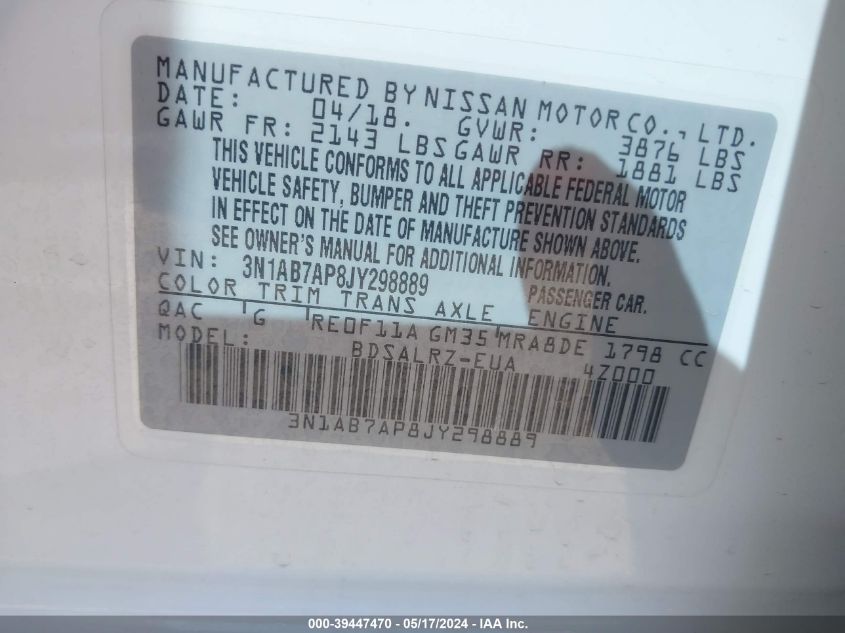 MANUFACTURED BY NISSAN MOTOR CO., LTD.
DATE: 04/18. GVWR: 3876 LBS
GAWR FR: 2143 LBS GAWR RR: 1881 LBS
THIS VEHICLE CONFORMS TO ALL APPLICABLE FEDERAL MOTOR
VEHICLE SAFETY, BUMPER AND THEFT PREVENTION STANDARDS
IN EFFECT ON THE DATE OF MANUFACTURE SHOWN ABOVE.
SEE OWNER'S MANUAL FOR ADDITIONAL INFORMATION.
VIN: 3N1AB7AP8JY298889 PASSENGER CAR.
COLOR TRIM TRANS AXLE ENGINE
QAC G RE0F11A GM35 MRA8DE 1798 CC
MODEL: BDSALRZ-EUA 4Z000
3N1AB7AP8JY298889
000-39447470 - 05/17/2024 - IAA Inc.